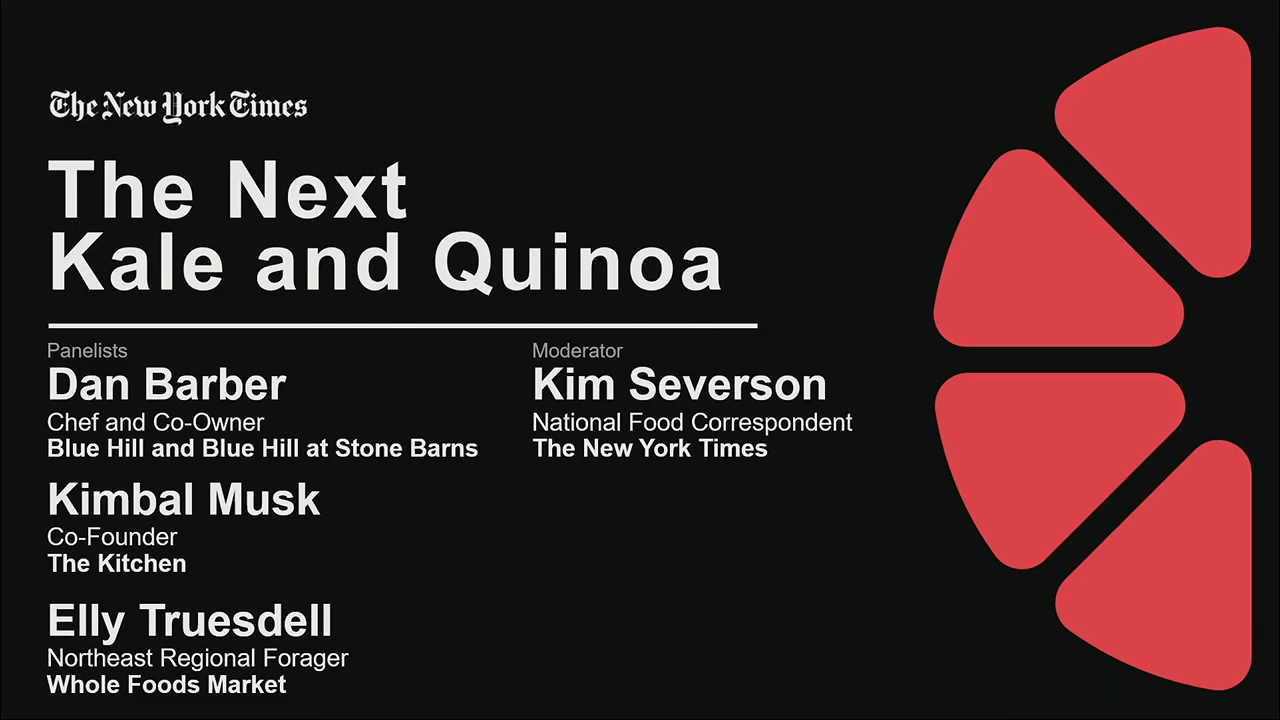 The New York Times
The Next
Kale and Quinoa
Panelists
Dan Barber
Chef and Co-Owner
Blue Hill and Blue Hill at Stone Barns
Kimbal Musk
Co-Founder
The Kitchen
Elly Truesdell
Northeast Regional Forager
Whole Foods Market
Moderator
Kim Severson
National Food Correspondent
The New York Times